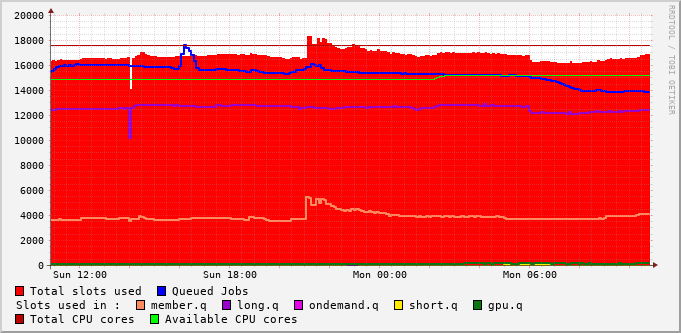 RRDTOOL / TOBI OETIKER
20000
18000
16000
14000
12000
10000
8000
6000
4000
2000
0
Sun 12:00 Sun 18:00 Mon 00:00 Mon 06:00
Total slots used Queued Jobs
Slots used in : member.q long.q ondemand.q short.q gpu.q
Total CPU cores Available CPU cores